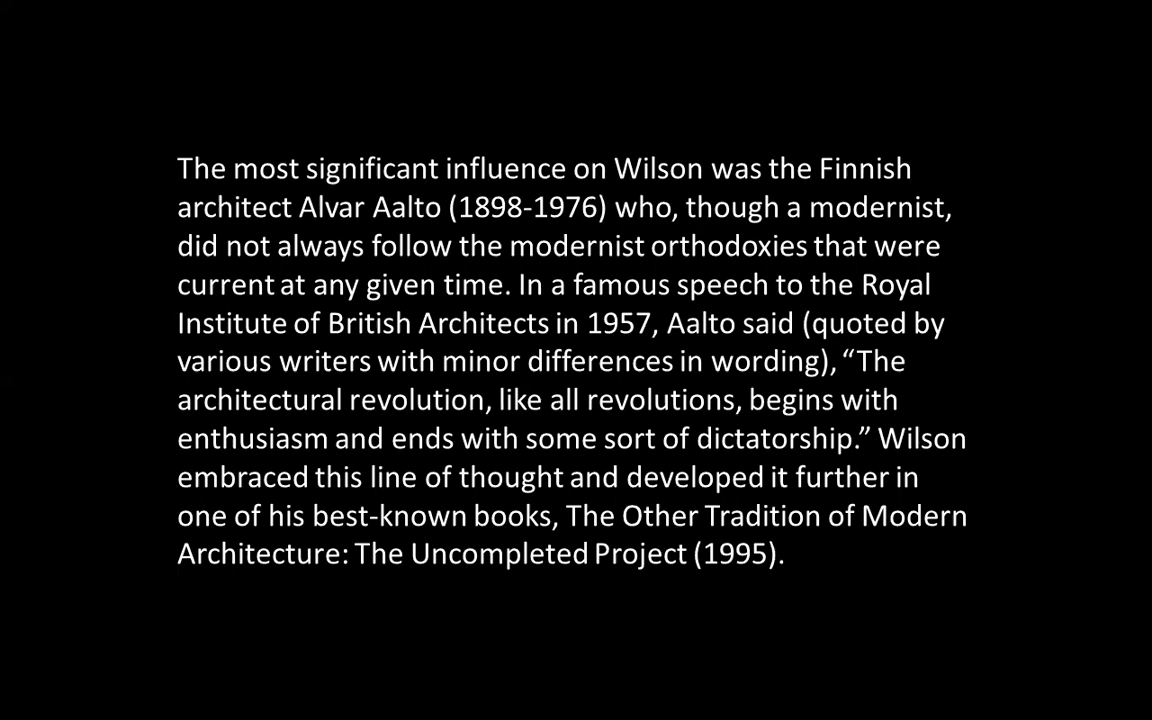 The most significant influence on Wilson was the Finnish
architect Alvar Aalto (1898-1976) who, though a modernist,
did not always follow the modernist orthodoxies that were
current at any given time. In a famous speech to the Royal
Institute of British Architects in 1957, Aalto said (quoted by
various writers with minor differences in wording), “The
architectural revolution, like all revolutions, begins with
enthusiasm and ends with some sort of dictatorship.” Wilson
embraced this line of thought and developed it further in
one of his best-known books, The Other Tradition of Modern
Architecture: The Uncompleted Project (1995).